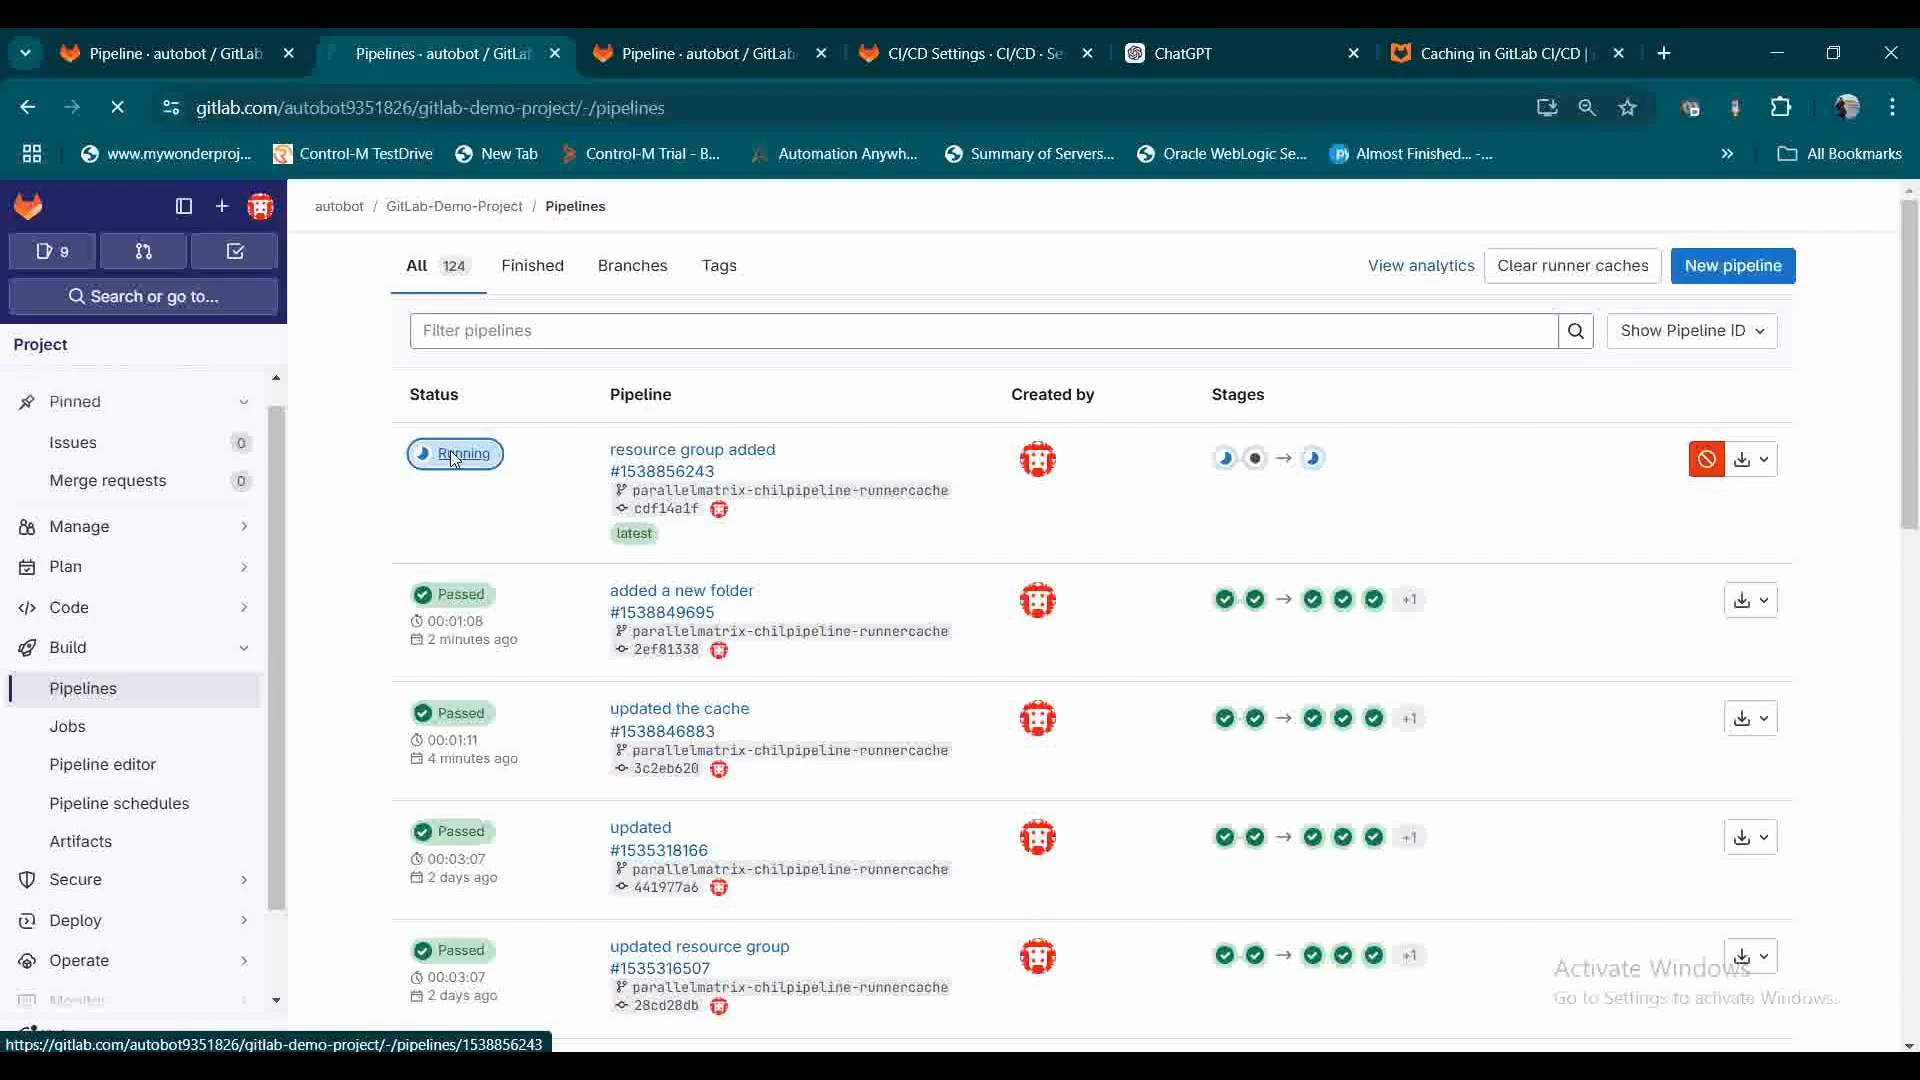 Pipeline · autobot / GitLab
Pipelines · autobot / GitLa
Pipeline · autobot / GitLab
CI/CD Settings · CI/CD · Se
ChatGPT
Caching in GitLab CI/CD |
gitlab.com/autobot9351826/gitlab-demo-project/-/pipelines
www.mywonderproj...
Control-M TestDrive
New Tab
Control-M Trial - B...
Automation Anywh...
Summary of Servers...
Oracle WebLogic Se...
Almost Finished... -...
All Bookmarks
autobot / GitLab-Demo-Project / Pipelines
9
Search or go to...
Project
Pinned
Issues 0
Merge requests 0
Manage
Plan
Code
Build
Pipelines
Jobs
Pipeline editor
Pipeline schedules
Artifacts
Secure
Deploy
Operate
Monitor
All 124
Finished
Branches
Tags
View analytics
Clear runner caches
New pipeline
Filter pipelines
Show Pipeline ID
Status Pipeline Created by Stages
Running
resource group added
#1538856243
parallelmatrix-chilpipeline-runnercache
cdf14a1f
latest
Passed
00:01:08
2 minutes ago
added a new folder
#1538849695
parallelmatrix-chilpipeline-runnercache
2ef81338
+1
Passed
00:01:11
4 minutes ago
updated the cache
#1538846883
parallelmatrix-chilpipeline-runnercache
3c2eb620
+1
Passed
00:03:07
2 days ago
updated
#1535318166
parallelmatrix-chilpipeline-runnercache
441977a6
+1
Passed
00:03:07
2 days ago
updated resource group
#1535316507
parallelmatrix-chilpipeline-runnercache
28cd28db
+1
Activate Windows
Go to Settings to activate Windows.
https://gitlab.com/autobot9351826/gitlab-demo-project/-/pipelines/1538856243